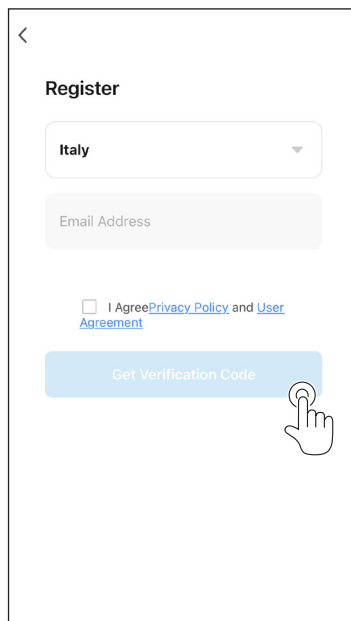 Register
Italy
Email Address
I AgreePrivacy Policy and User
Agreement
Get Verification Code